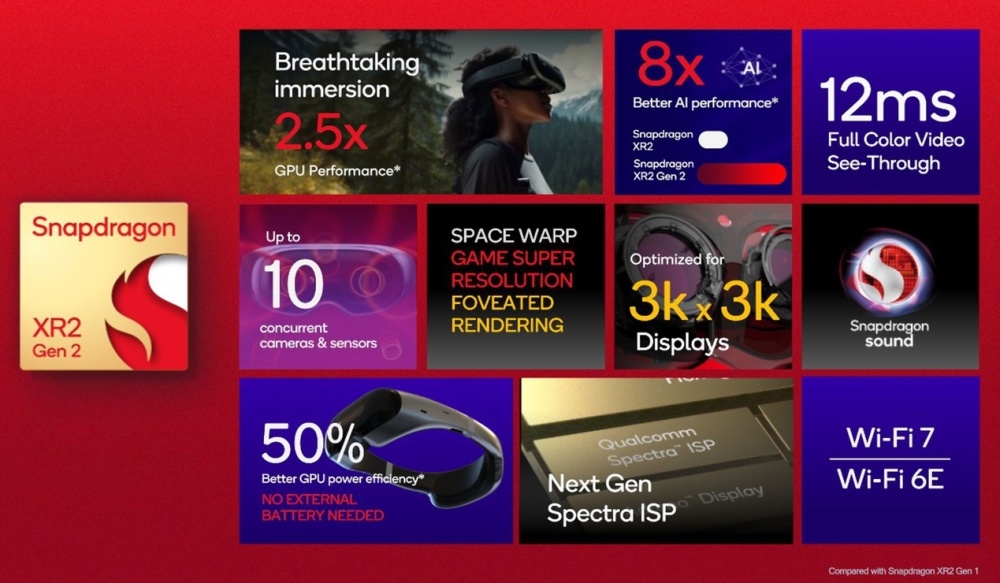 Snapdragon
XR2
Gen 2
Breathtaking
immersion
2.5x
GPU Performance*
8x
AI
Better AI performance*
Snapdragon
XR2
Snapdragon
XR2 Gen 2
12ms
Full Color Video
See-Through
Up to
10
concurrent
cameras & sensors
SPACE WARP
GAME SUPER
RESOLUTION
FOVEATED
RENDERING
Optimized for
3k x 3k
Displays
Snapdragon
sound
50%
Better GPU power efficiency*
NO EXTERNAL
BATTERY NEEDED
Qualcomm
Spectra™ ISP
Display
Next Gen
Spectra ISP
Wi-Fi 7
Wi-Fi 6E
Compared with Snapdragon XR2 Gen 1